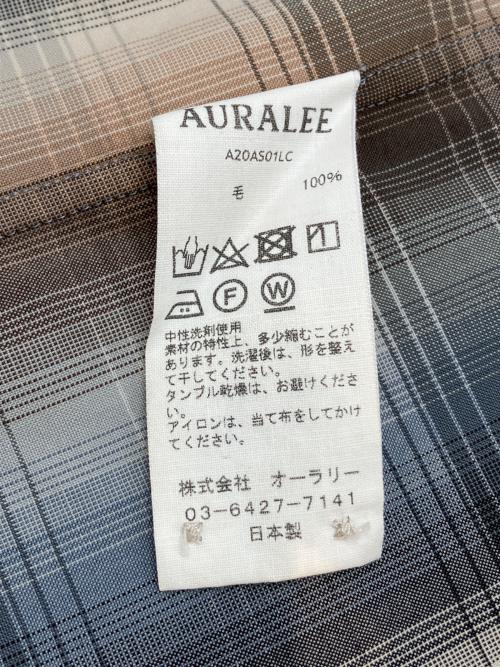 AURALEE
A20AS01LC
毛 100%
F W
中性洗剤使用
素材の特性上、多少縮むことが
あります。洗濯後は、形を整え
て干してください。
タンブル乾燥は、お避けくださ
い。
アイロンは、当て布をしてかけ
てください。
株式会社 オーラリー
03-6427-7141
日本製